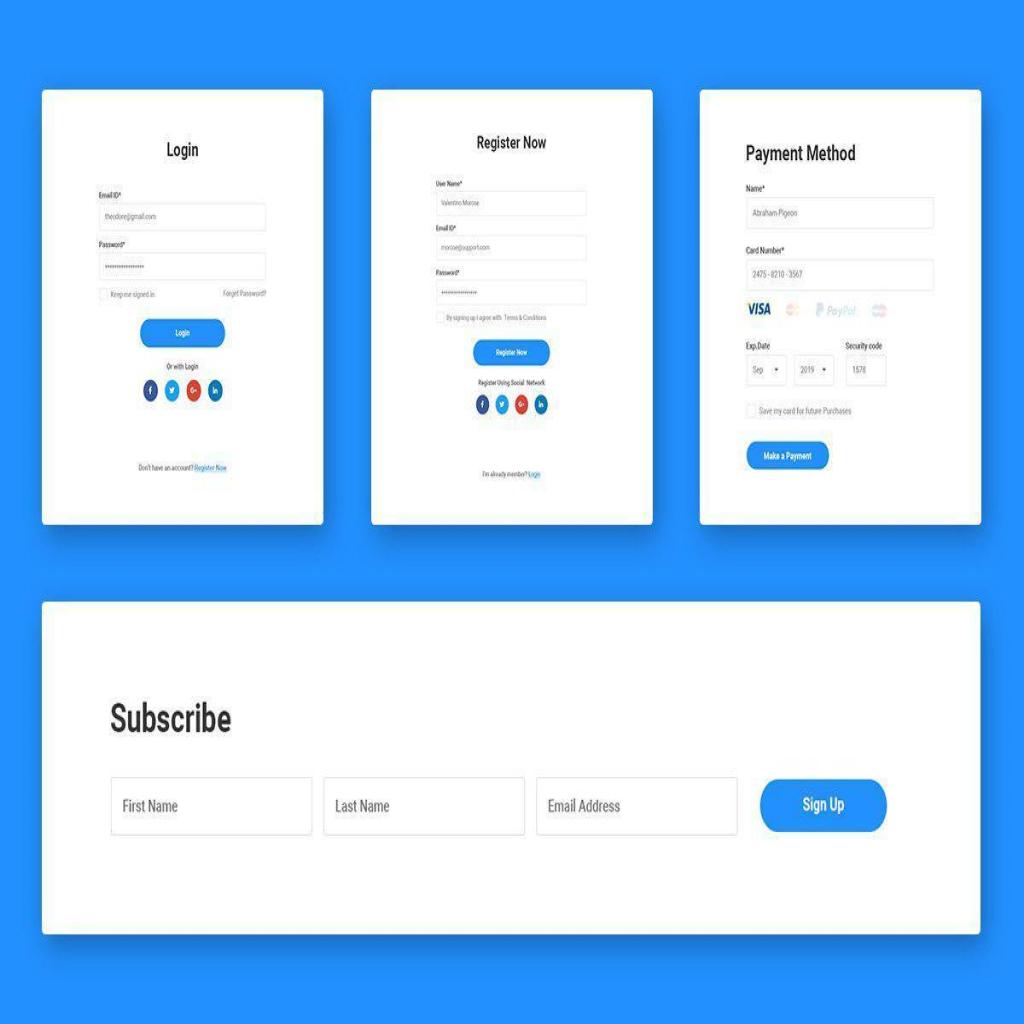 Login
Email ID*
theodore@gmail.com
Password*
*****************
Keep me signed in
Forget Password?
Login
Or with Login
f
G+
in
Don't have an account? Register Now
Register Now
User Name*
Valentino Morose
Email ID*
morose@support.com
Password*
*****************
By signing up I agree with Terms & Conditions
Register Now
Register Using Social Network
f
G+
in
I'm already member? Login
Payment Method
Name*
Abraham Pigeon
Card Number*
2475 - 8210 - 3567
VISA PayPal
Exp,Date
Security code
Sep 2019 1578
Save my card for future Purchases
Make a Payment
Subscribe
First Name
Last Name
Email Address
Sign Up